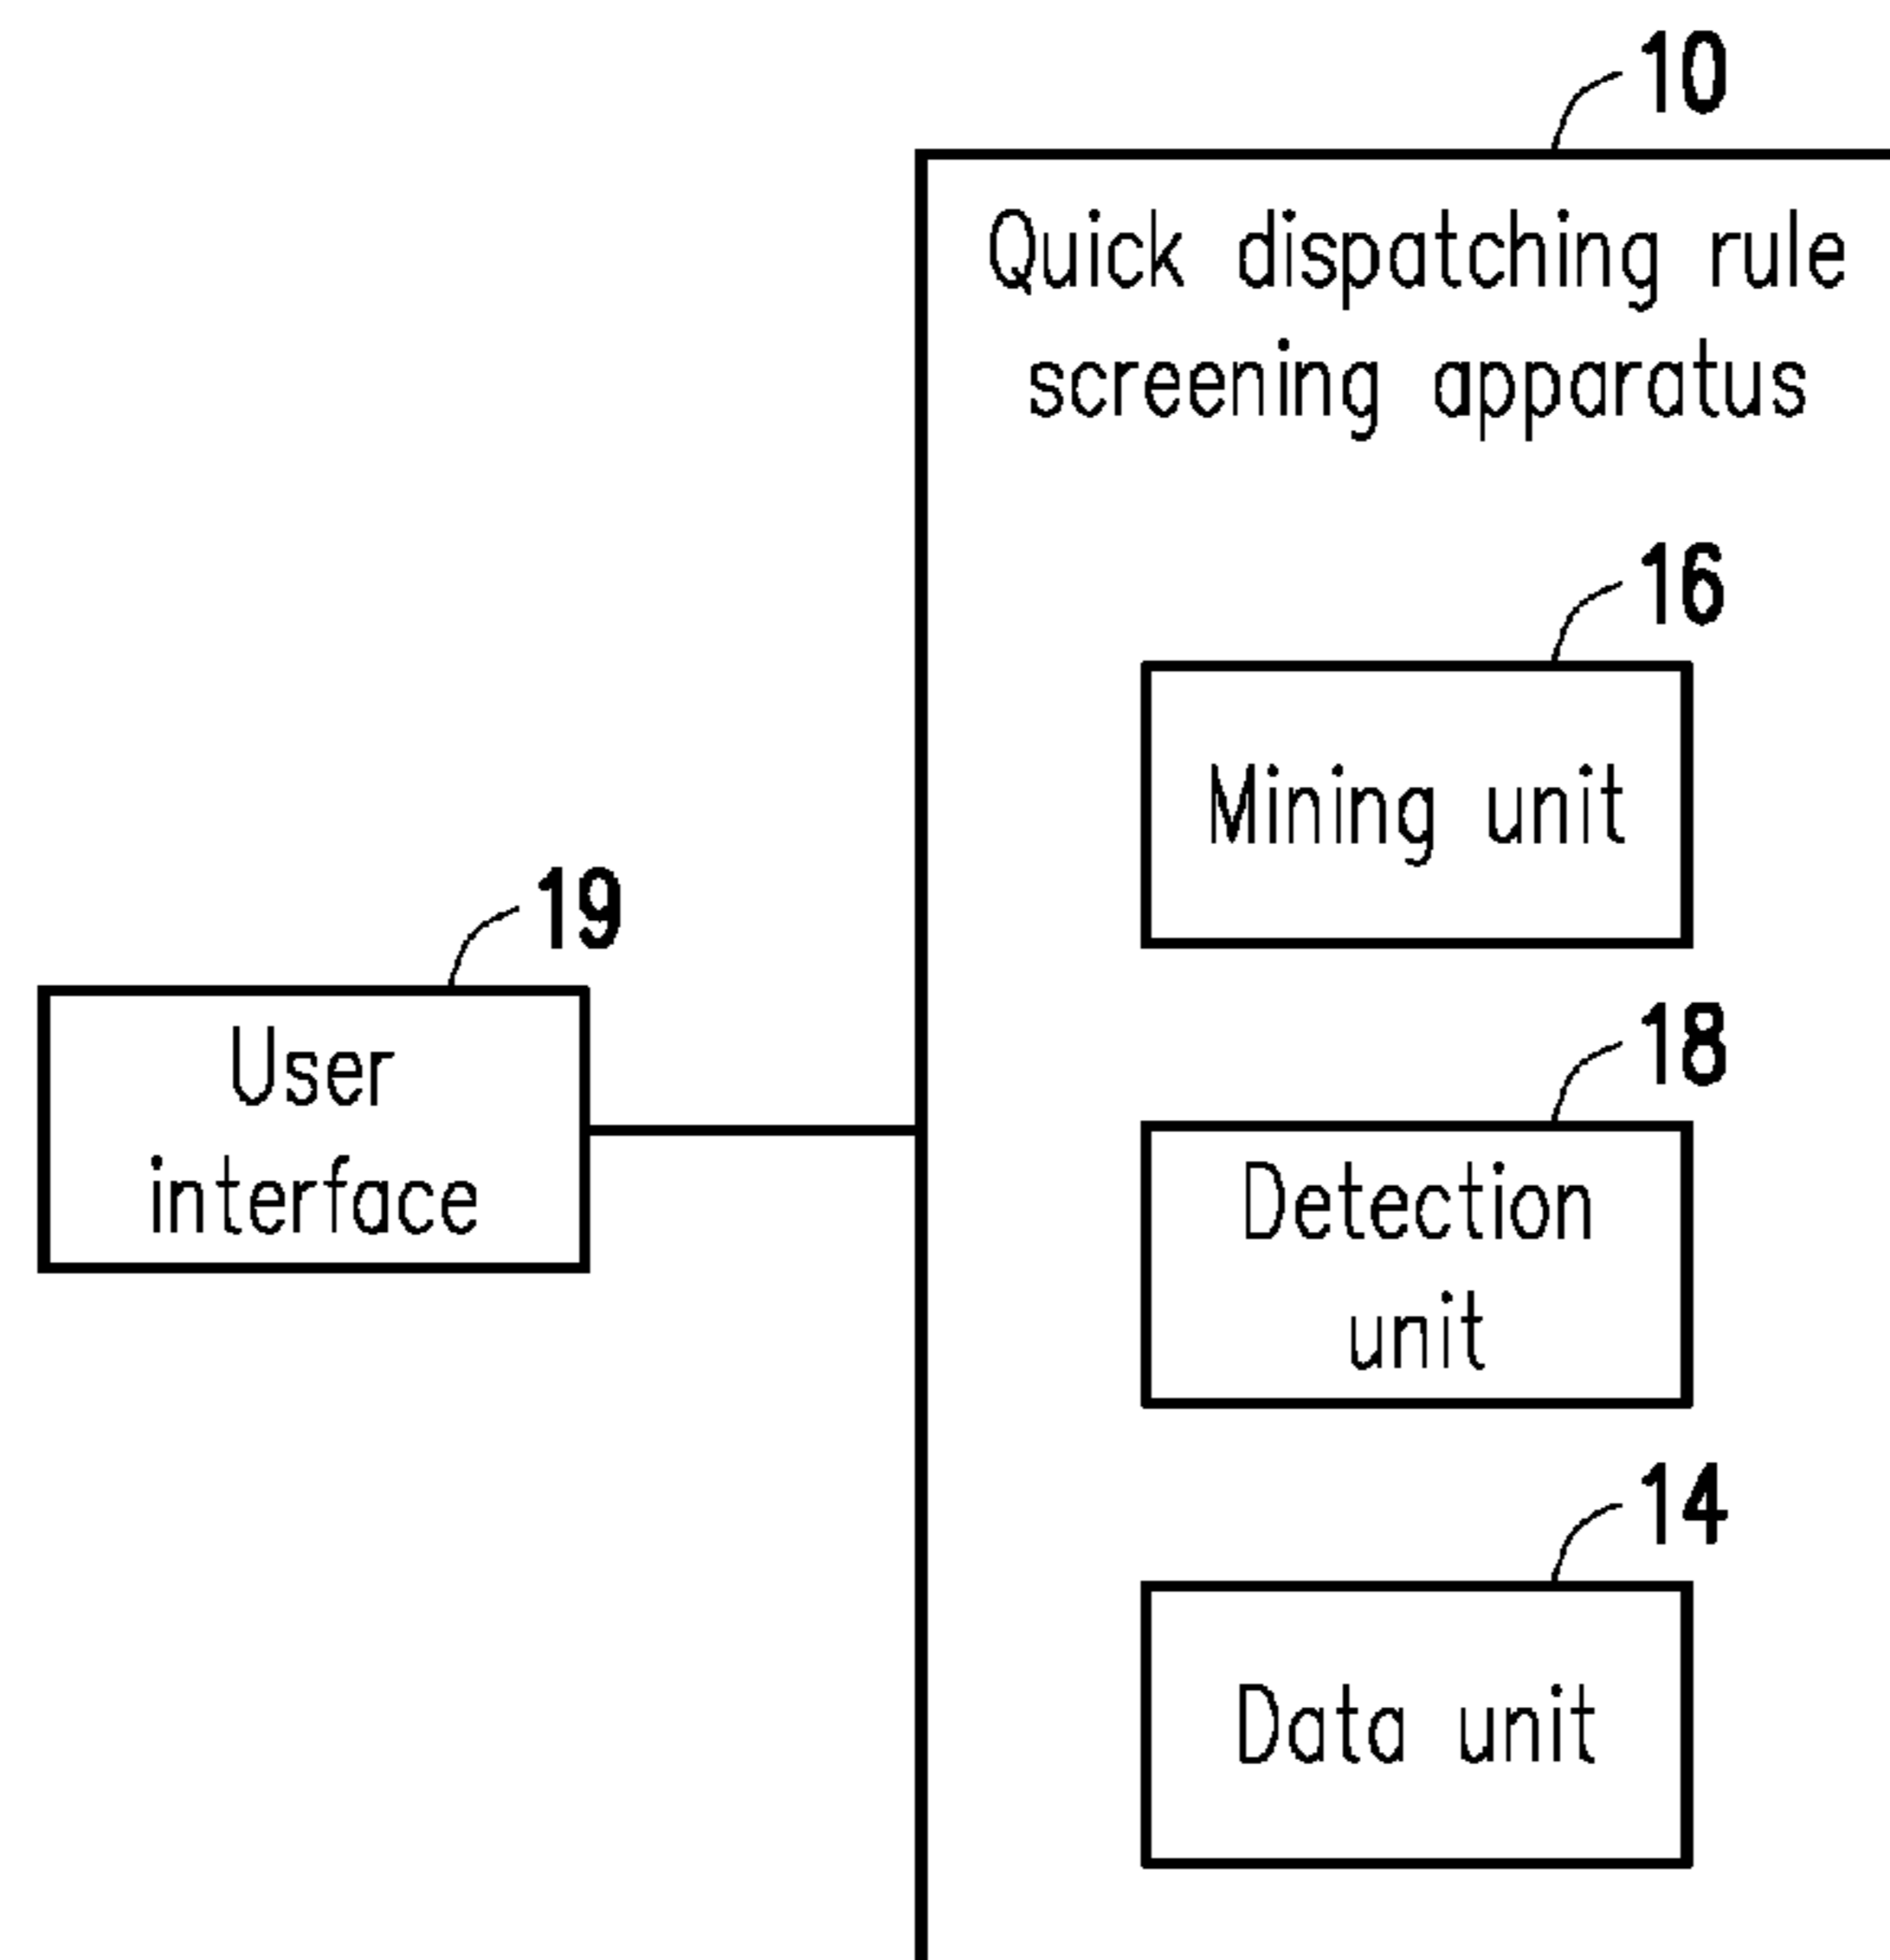 10
Quick dispatching rule
screening apparatus
16
Mining unit
19
User
interface
18
Detection
unit
14
Data unit